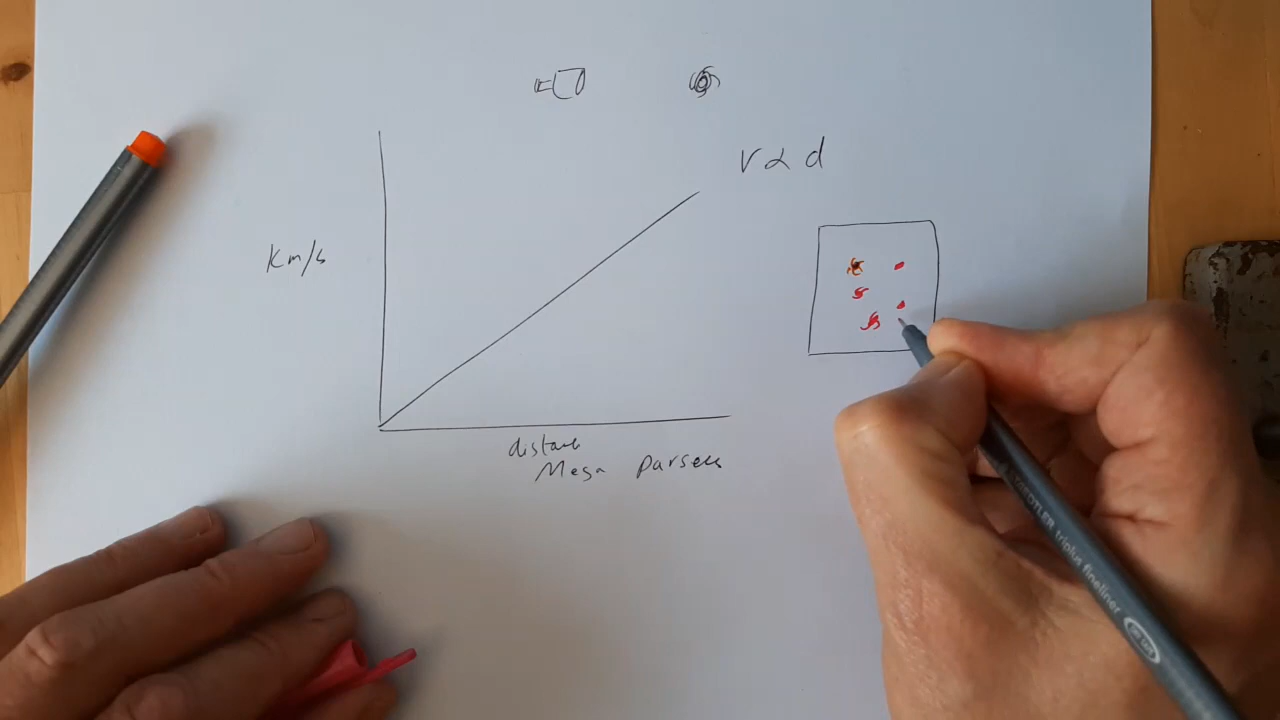 v ∝ d
Km/s
distance
Mega Parsecs
STAEDTLER triplus fineliner